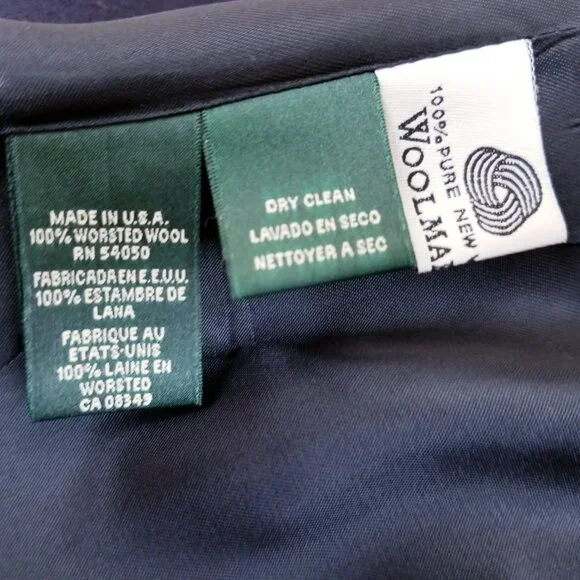 MADE IN U.S.A.
100% WORSTED WOOL
RN 54050
FABRICADA EN E.E.U.U.
100% ESTAMBRE DE
LANA
FABRIQUE AU
ETATS-UNIS
100% LAINE EN
WORSTED
CA 08349
DRY CLEAN
LAVADO EN SECO
NETTOYER A SEC
100% PURE NEW
WOOLMA